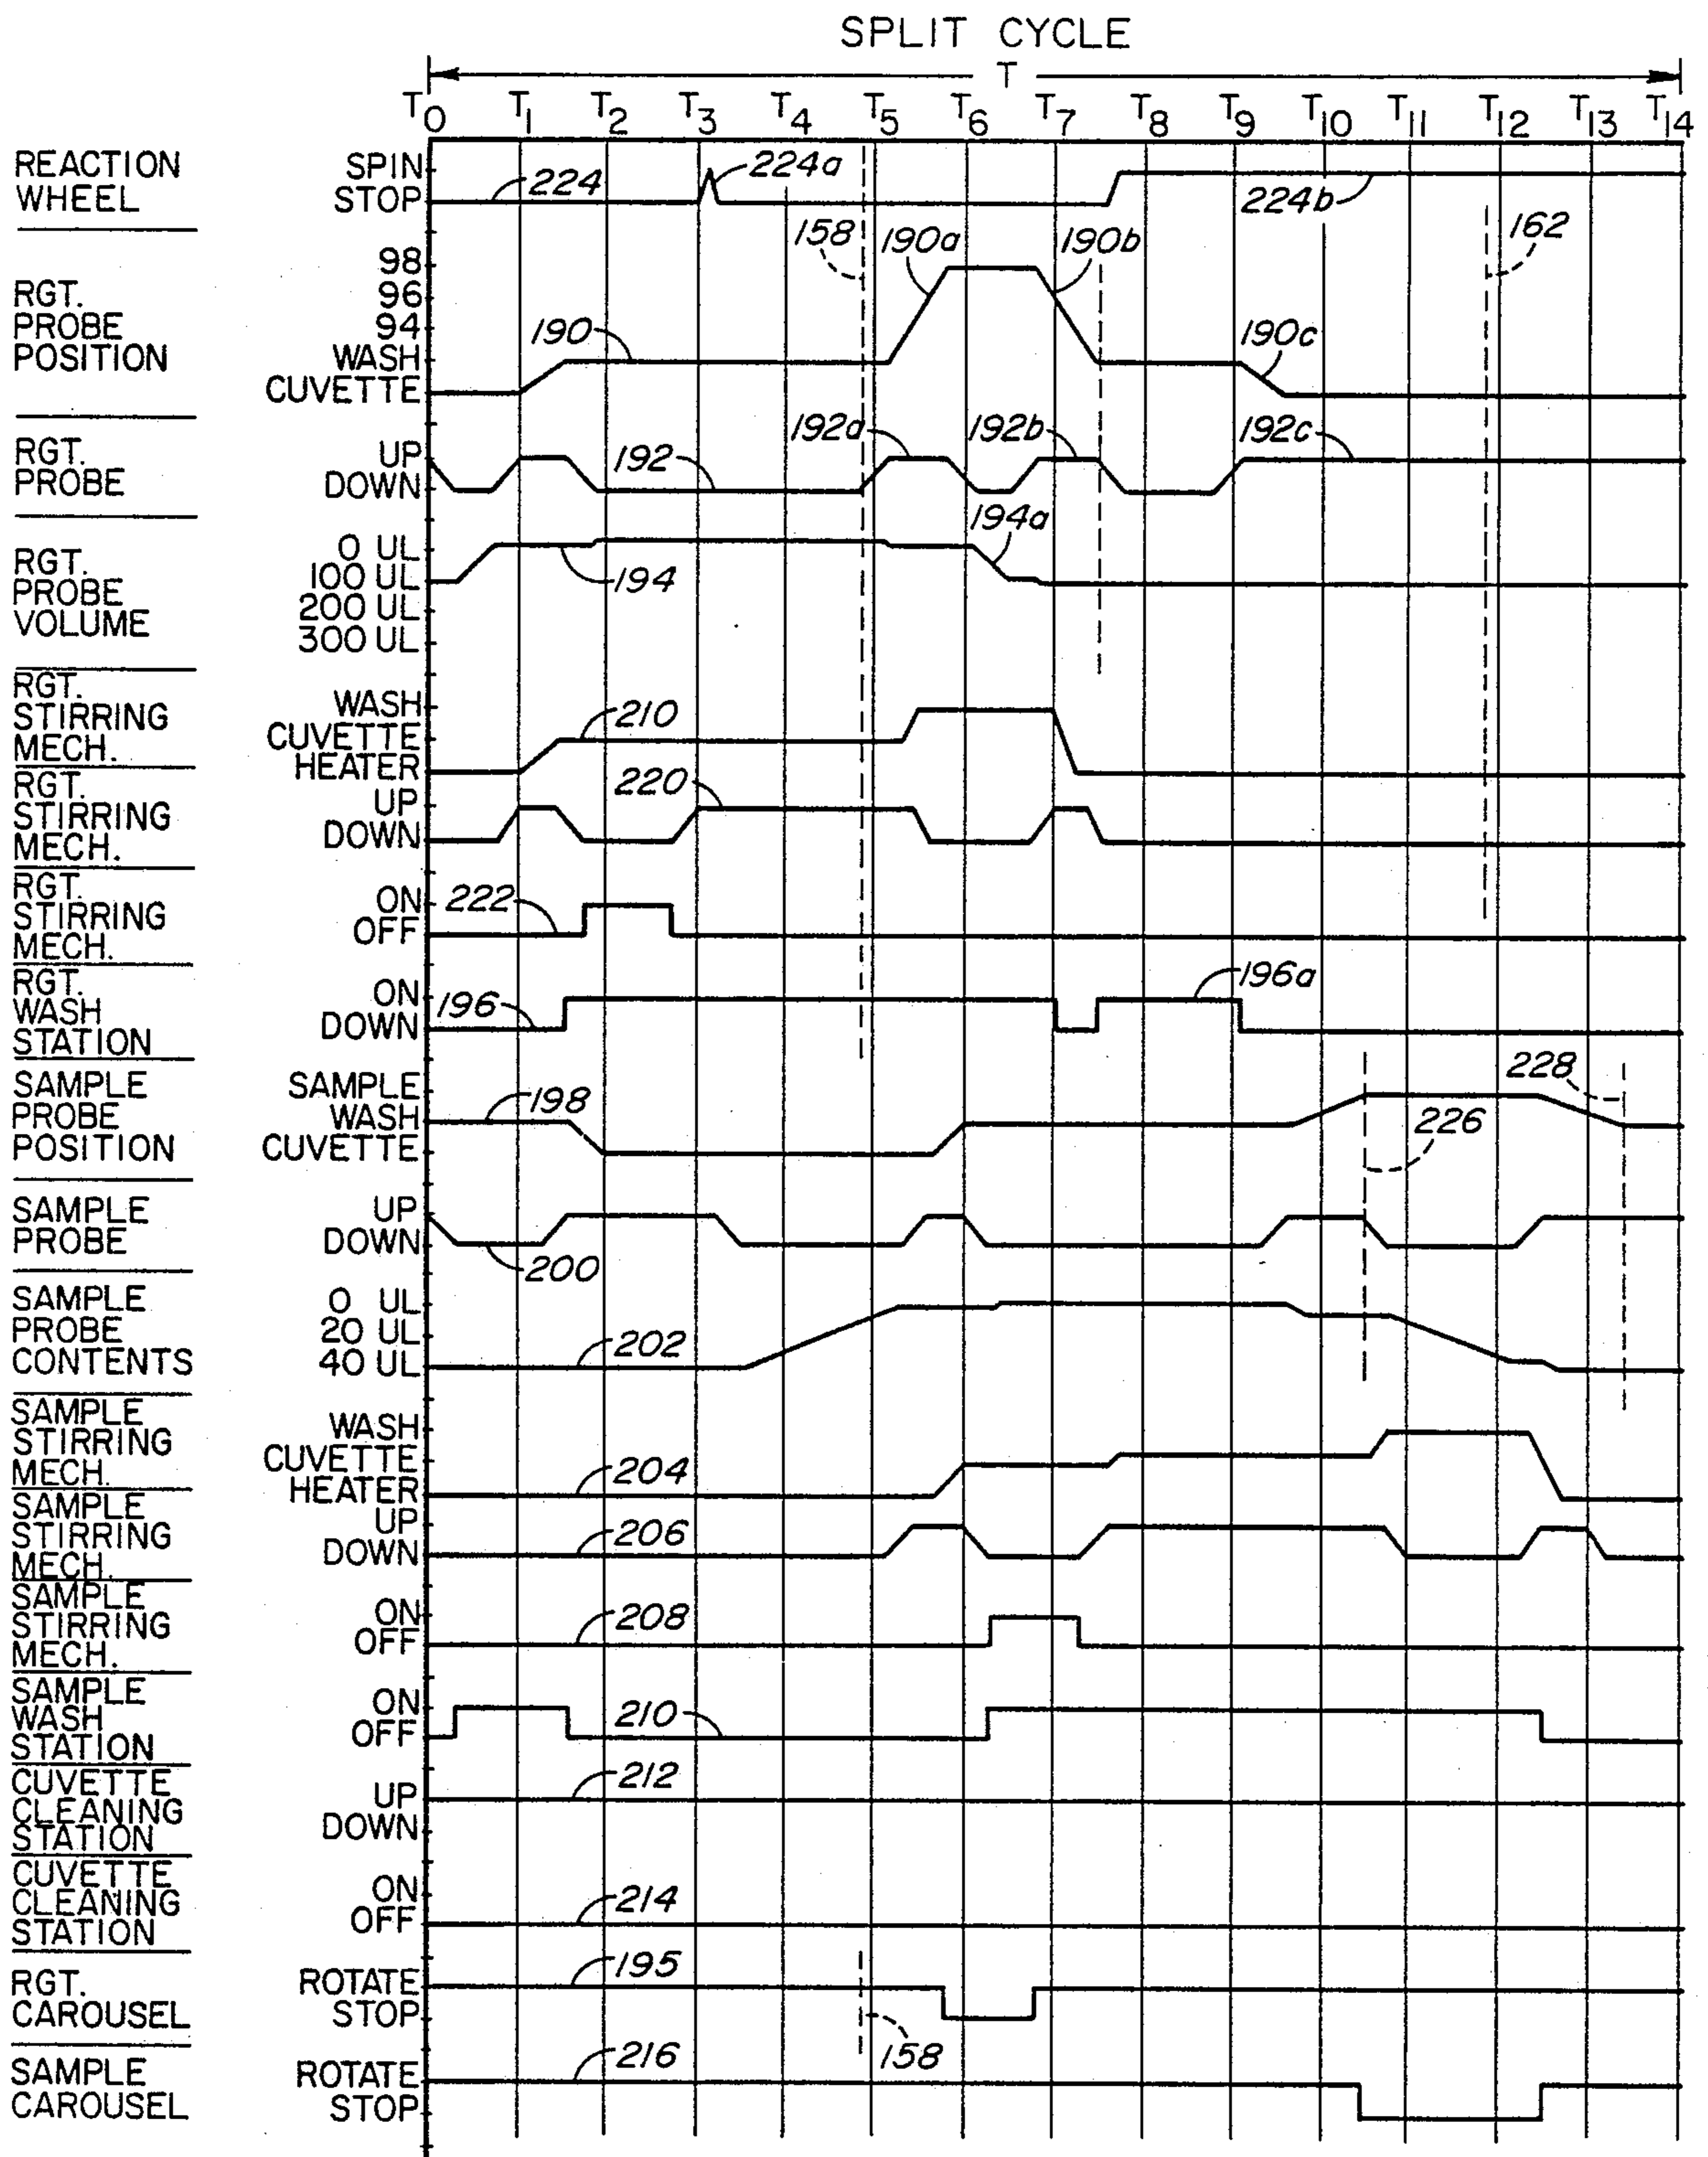 SPLIT CYCLE
T
T0 T1 T2 T3 T4 T5 T6 T7 T8 T9 T10 T11 T12 T13 T14
REACTION WHEEL
SPIN
STOP
224
224a
224b
158
162
RGT. PROBE POSITION
98
96
94
WASH
CUVETTE
190
190a
190b
190c
RGT. PROBE
UP
DOWN
192
192a
192b
192c
RGT. PROBE VOLUME
0 UL
100 UL
200 UL
300 UL
194
194a
RGT. STIRRING MECH.
WASH
CUVETTE
HEATER
210
RGT. STIRRING MECH.
UP
DOWN
220
RGT. STIRRING MECH.
ON
OFF
222
RGT. WASH STATION
ON
DOWN
196
196a
SAMPLE PROBE POSITION
SAMPLE
WASH
CUVETTE
198
226
228
SAMPLE PROBE
UP
DOWN
200
SAMPLE PROBE CONTENTS
0 UL
20 UL
40 UL
202
SAMPLE STIRRING MECH.
WASH
CUVETTE
HEATER
204
SAMPLE STIRRING MECH.
UP
DOWN
206
SAMPLE STIRRING MECH.
ON
OFF
208
SAMPLE WASH STATION
ON
OFF
210
CUVETTE CLEANING STATION
UP
DOWN
212
CUVETTE CLEANING STATION
ON
OFF
214
RGT. CAROUSEL
ROTATE
STOP
195
158
SAMPLE CAROUSEL
ROTATE
STOP
216